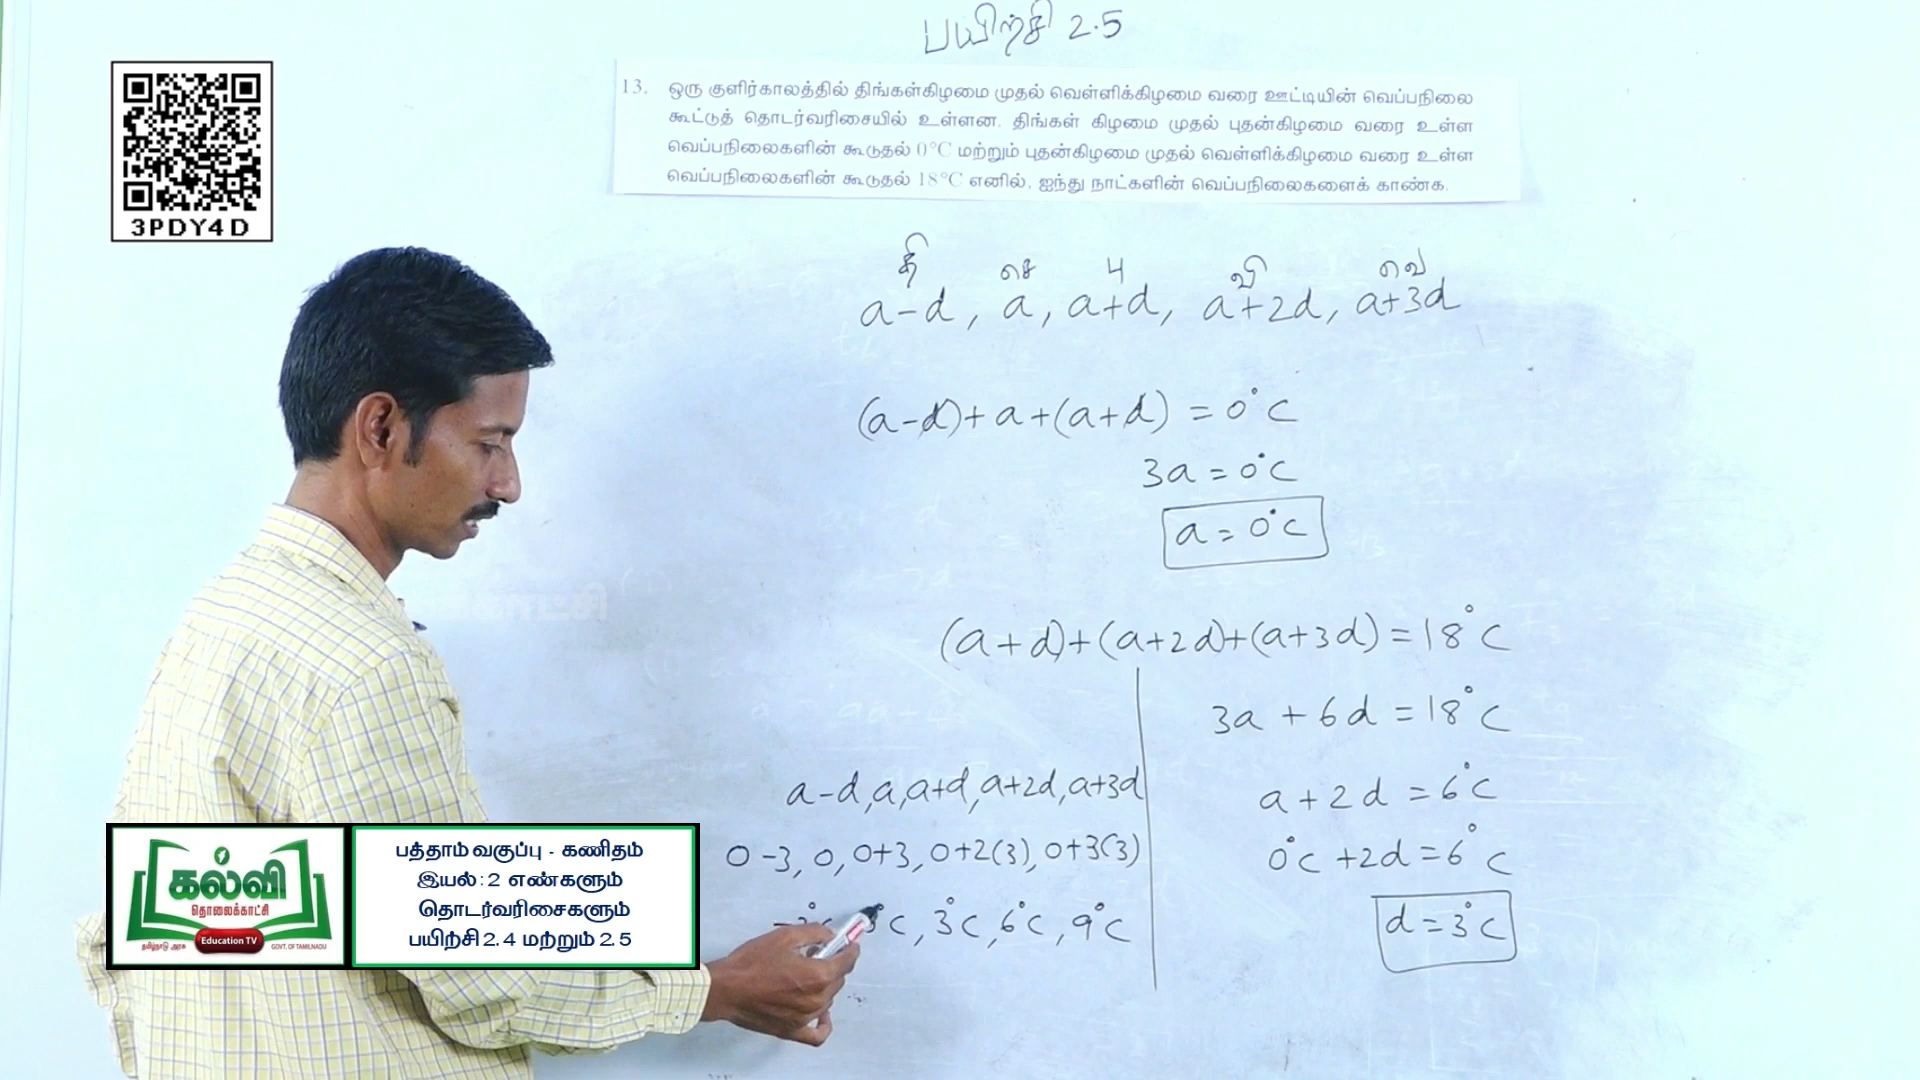 பயிற்சி 2.5
3PDY4D
13. ஒரு குளிர்காலத்தில் திங்கள்கிழமை முதல் வெள்ளிக்கிழமை வரை ஊட்டியின் வெப்பநிலை
கூட்டுத் தொடர்வரிசையில் உள்ளன. திங்கள் கிழமை முதல் புதன்கிழமை வரை உள்ள
வெப்பநிலைகளின் கூடுதல் 0°C மற்றும் புதன்கிழமை முதல் வெள்ளிக்கிழமை வரை உள்ள
வெப்பநிலைகளின் கூடுதல் 18°C எனில், ஐந்து நாட்களின் வெப்பநிலைகளைக் காண்க.
தி செ பு வி வெ
a-d, a, a+d, a+2d, a+3d
(a-d)+a+(a+d) = 0°C
3a = 0°C
a = 0°C
(a+d)+(a+2d)+(a+3d) = 18°C
3a + 6d = 18°C
a + 2d = 6°C
0°C + 2d = 6°C
d = 3°C
a-d, a, a+d, a+2d, a+3d
0-3, 0, 0+3, 0+2(3), 0+3(3)
3°C, 6°C, 9°C
கல்வி
தொலைக்காட்சி
தமிழ்நாடு அரசு
Education TV
GOVT. OF TAMILNADU
பத்தாம் வகுப்பு - கணிதம்
இயல் : 2 எண்களும்
தொடர்வரிசைகளும்
பயிற்சி 2.4 மற்றும் 2.5